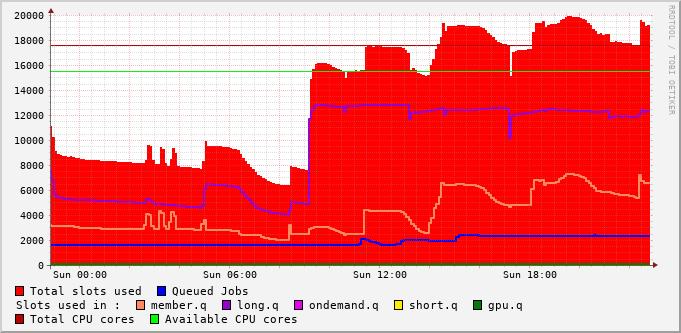 20000
18000
16000
14000
12000
10000
8000
6000
4000
2000
0
Sun 00:00 Sun 06:00 Sun 12:00 Sun 18:00
RRDTOOL / TOBI OETIKER
Total slots used Queued Jobs
Slots used in : member.q long.q ondemand.q short.q gpu.q
Total CPU cores Available CPU cores